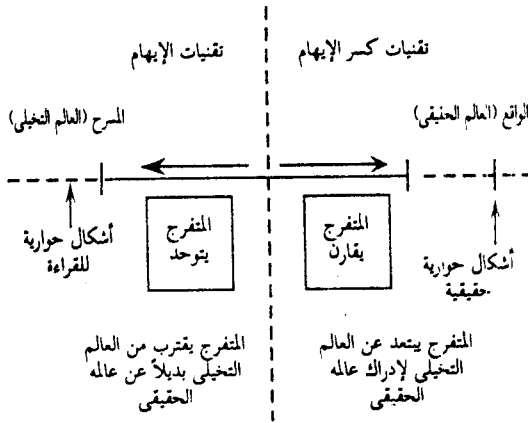 تقنيات كسر الإيهام
تقنيات الإيهام
الواقع (العالم الحقيقى)
المسرح (العالم التخيلى)
المتفرج
يقارن
المتفرج
يتوحد
أشكال حوارية
حقيقية
أشكال حوارية
للقراءة
المتفرج يبتعد عن العالم
التخيلى لإدراك عالمه
الحقيقى
المتفرج يقترب من العالم
التخيلى بديلاً عن عالمه
الحقيقى